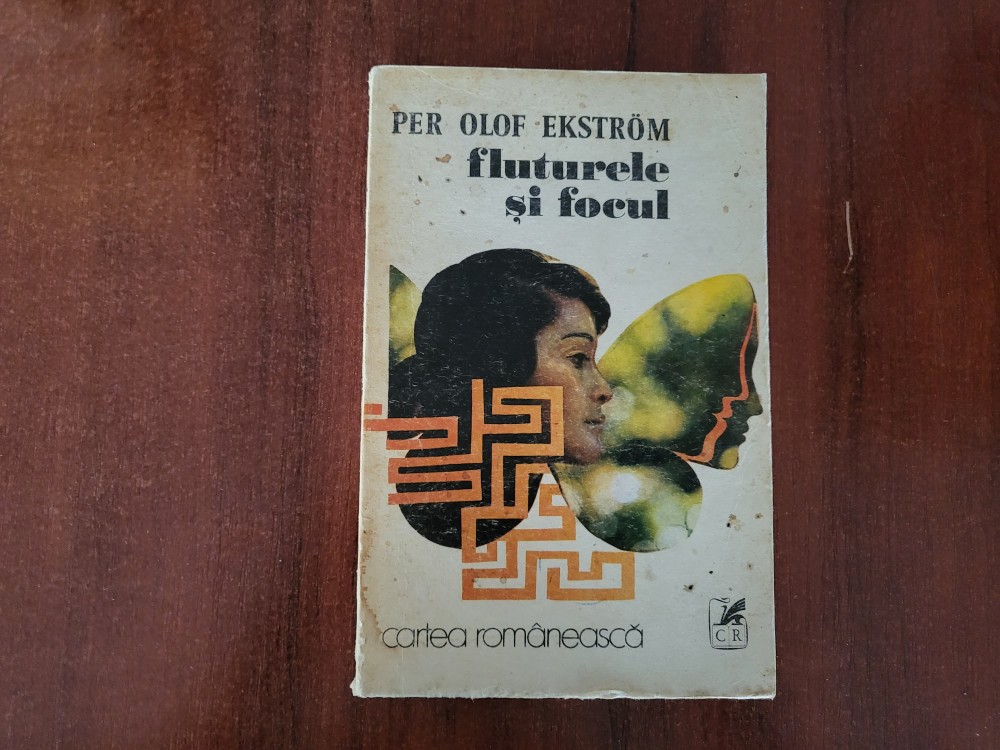 PER OLOF EKSTRÖM
fluturele
și focul
cartea românească
CR